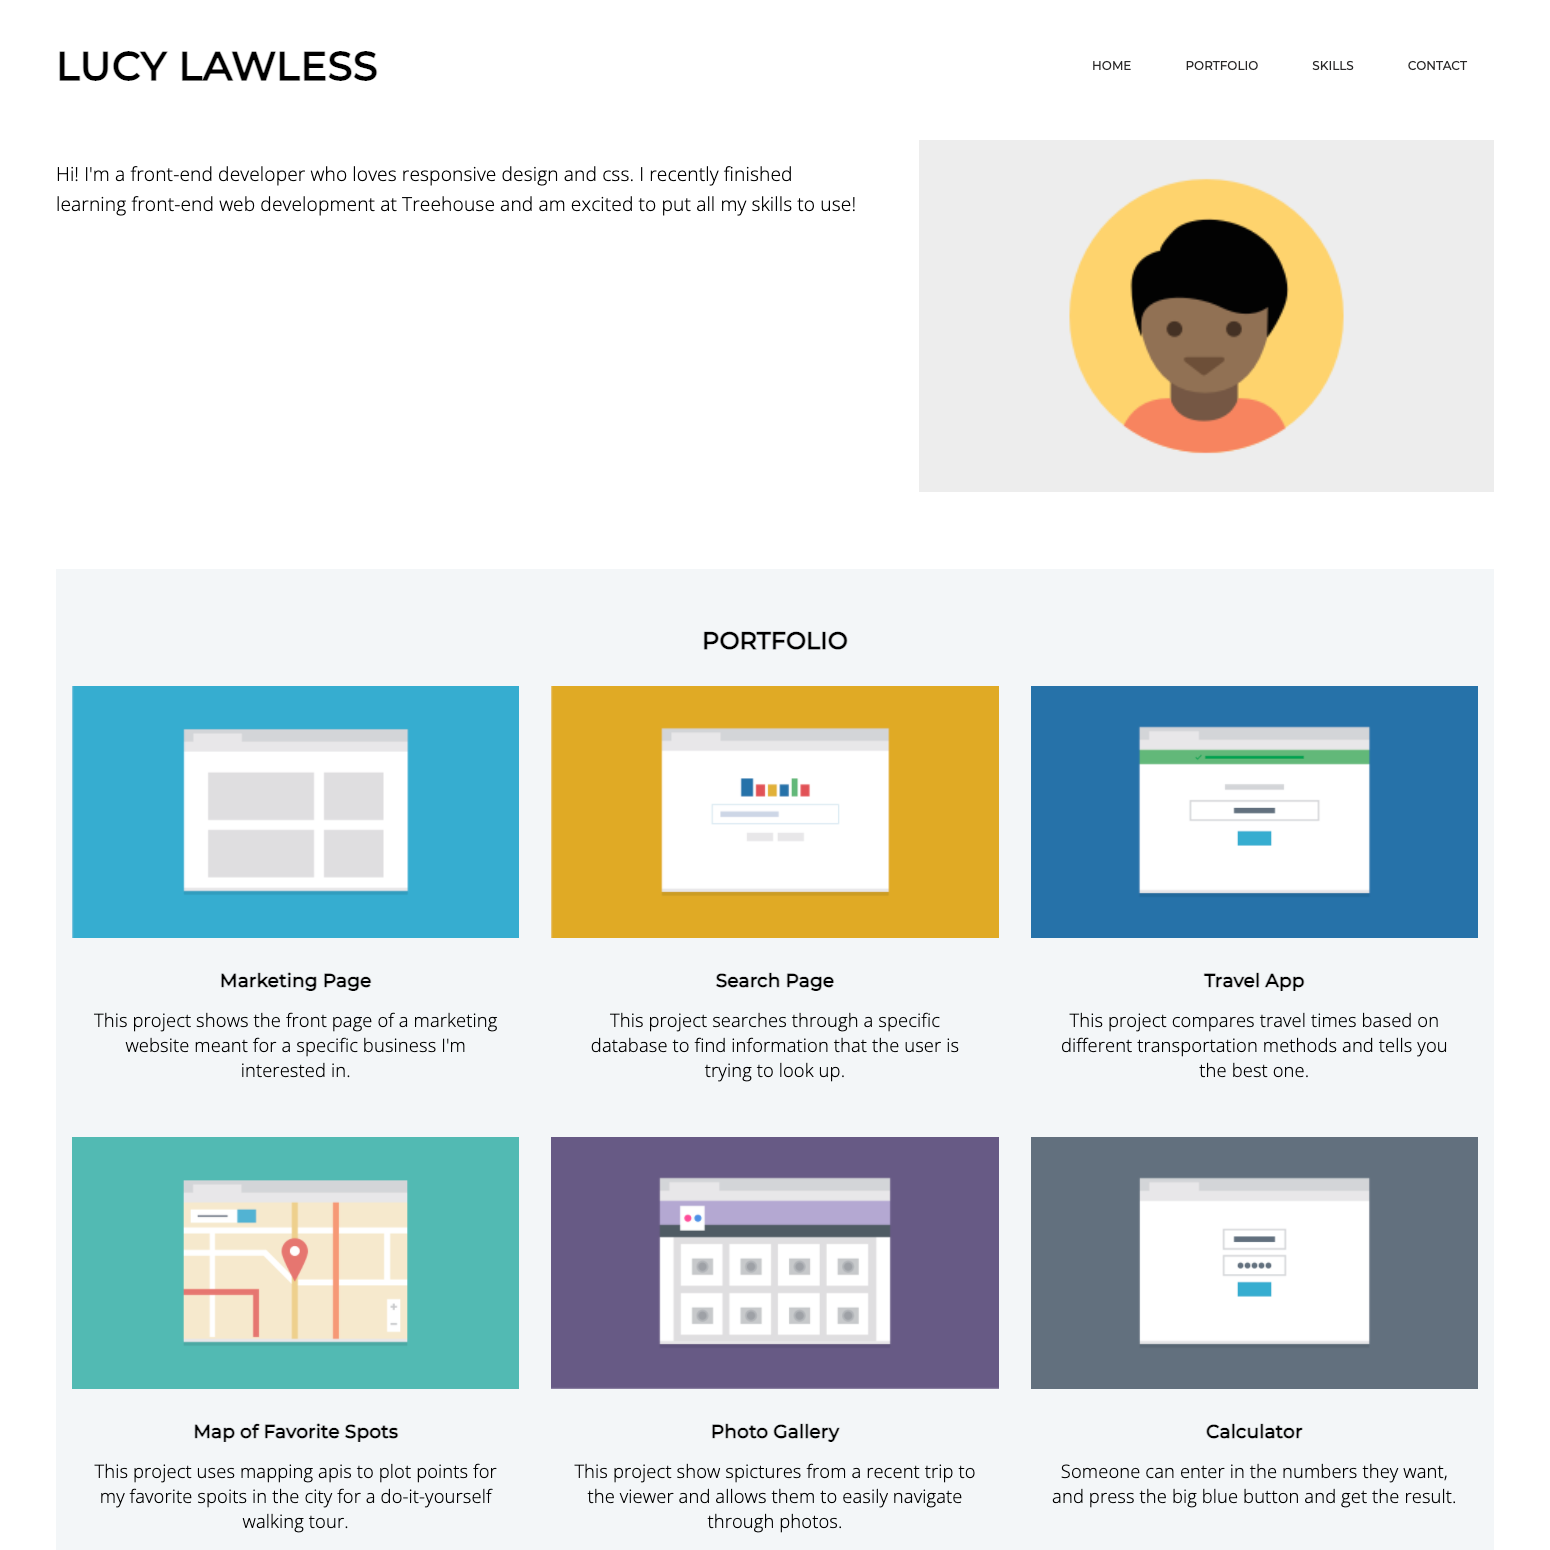 LUCY LAWLESS
HOME PORTFOLIO SKILLS CONTACT
Hi! I'm a front-end developer who loves responsive design and css. I recently finished
learning front-end web development at Treehouse and am excited to put all my skills to use!
PORTFOLIO
Marketing Page
This project shows the front page of a marketing
website meant for a specific business I'm
interested in.
Search Page
This project searches through a specific
database to find information that the user is
trying to look up.
Travel App
This project compares travel times based on
different transportation methods and tells you
the best one.
Map of Favorite Spots
This project uses mapping apis to plot points for
my favorite spoits in the city for a do-it-yourself
walking tour.
Photo Gallery
This project show spictures from a recent trip to
the viewer and allows them to easily navigate
through photos.
Calculator
Someone can enter in the numbers they want,
and press the big blue button and get the result.